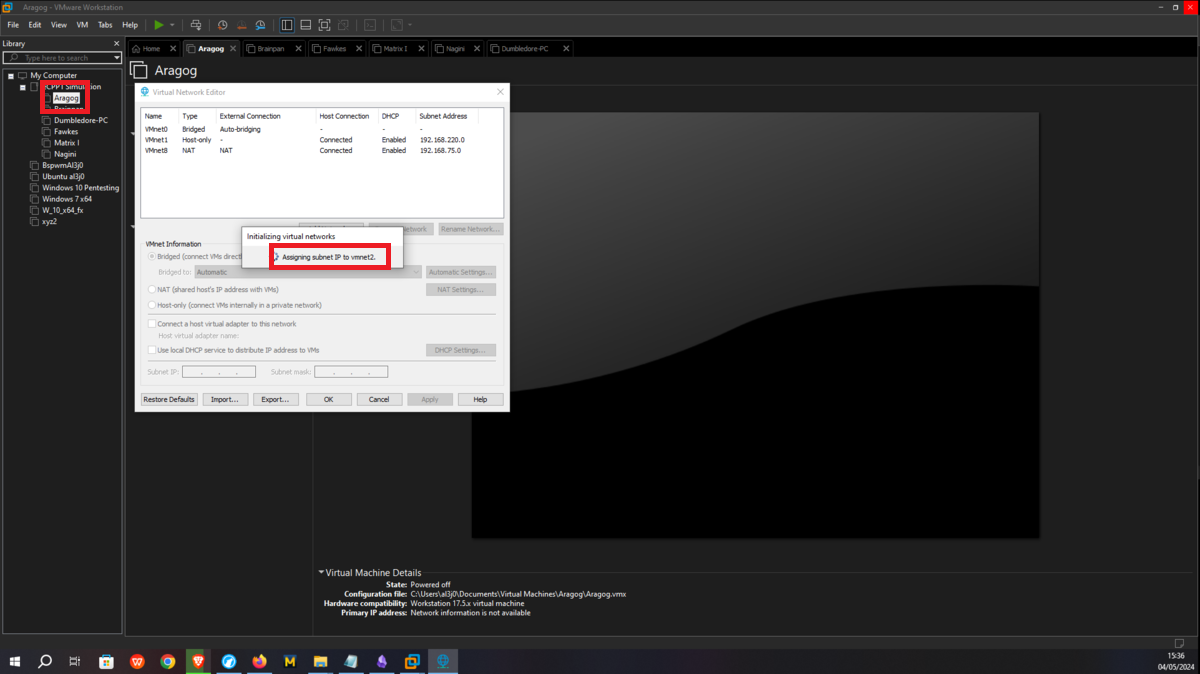 Aragog - VMware Workstation
File Edit View VM Tabs Help
Library
Type here to search
My Computer
eCPPT Simulation
Aragog
Brainpan
Dumbledore-PC
Fawkes
Matrix I
Nagini
BspwmAl3j0
Ubuntu al3j0
Windows 10 Pentesting
Windows 7 x64
W_10_x64_fx
xyz2
Home Aragog Brainpan Fawkes Matrix I Nagini Dumbledore-PC
Aragog
Virtual Network Editor
Name Type External Connection Host Connection DHCP Subnet Address
VMnet0 Bridged Auto-bridging - - -
VMnet1 Host-only - Connected Enabled 192.168.220.0
VMnet8 NAT NAT Connected Enabled 192.168.75.0
Rename Network...
Initializing virtual networks
Assigning subnet IP to vmnet2.
VMnet Information
Bridged (connect VMs direct
Bridged to: Automatic Automatic Settings...
NAT (shared host's IP address with VMs) NAT Settings...
Host-only (connect VMs internally in a private network)
Connect a host virtual adapter to this network
Host virtual adapter name:
Use local DHCP service to distribute IP address to VMs DHCP Settings...
Subnet IP: . . . Subnet mask: . . .
Restore Defaults Import... Export... OK Cancel Apply Help
Virtual Machine Details
State: Powered off
Configuration file: C:\Users\al3j0\Documents\Virtual Machines\Aragog\Aragog.vmx
Hardware compatibility: Workstation 17.5.x virtual machine
Primary IP address: Network information is not available
15:36
04/05/2024